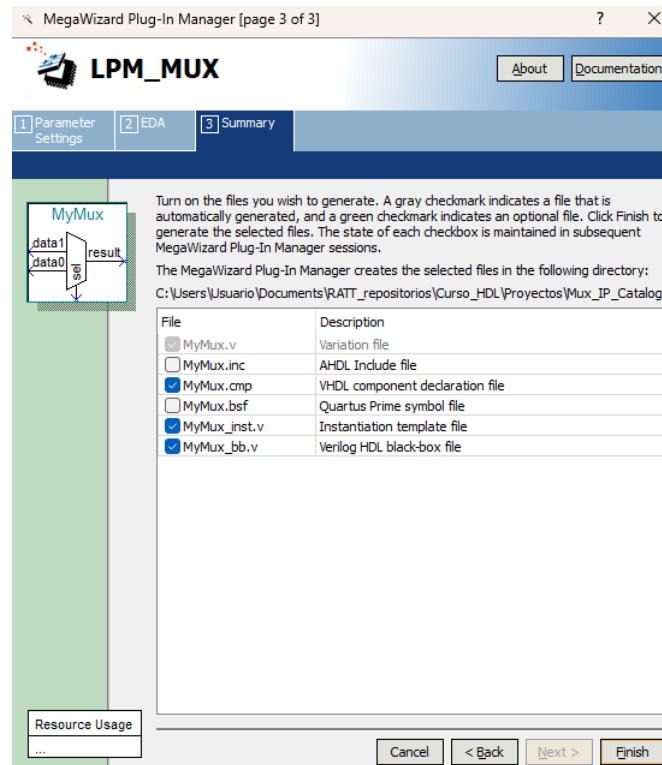 MegaWizard Plug-In Manager [page 3 of 3] ? X
LPM_MUX
About Documentation
1 Parameter Settings 2 EDA 3 Summary
MyMux
data1
data0
sel
result
Turn on the files you wish to generate. A gray checkmark indicates a file that is
automatically generated, and a green checkmark indicates an optional file. Click Finish to
generate the selected files. The state of each checkbox is maintained in subsequent
MegaWizard Plug-In Manager sessions.
The MegaWizard Plug-In Manager creates the selected files in the following directory:
C:\Users\Usuario\Documents\RATT_repositorios\Curso_HDL\Proyectos\Mux_IP_Catalog
File Description
MyMux.v Variation file
MyMux.inc AHDL Include file
MyMux.cmp VHDL component declaration file
MyMux.bsf Quartus Prime symbol file
MyMux_inst.v Instantiation template file
MyMux_bb.v Verilog HDL black-box file
Resource Usage
...
Cancel < Back Next > Finish